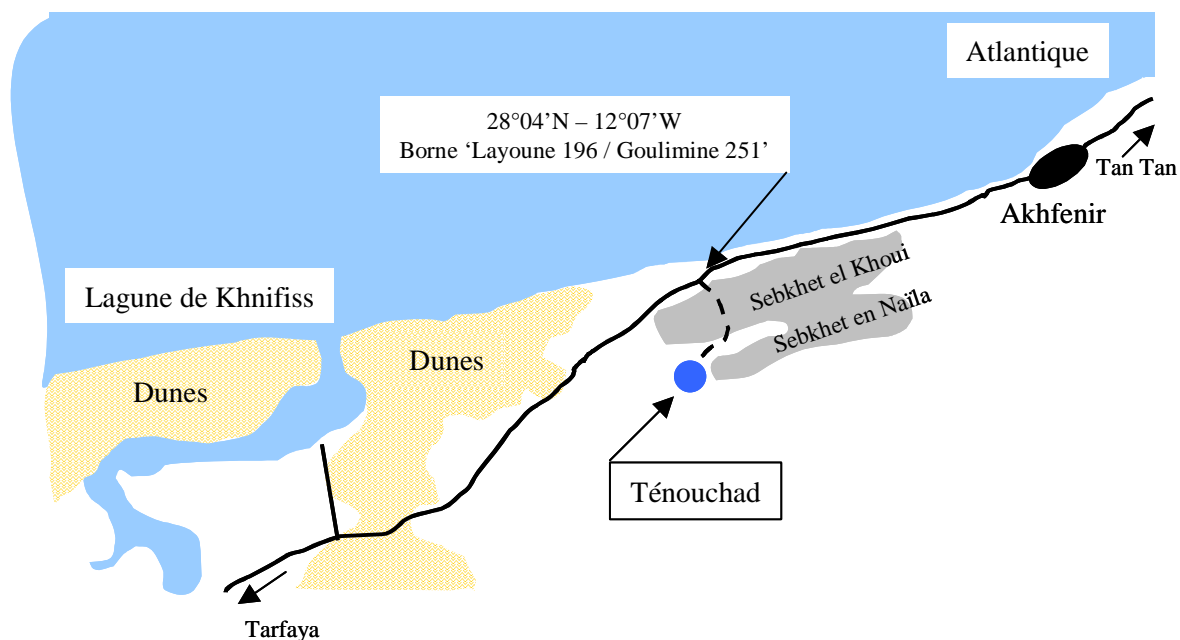 Atlantique
28°04’N – 12°07’W
Borne ‘Layoune 196 / Goulimine 251’
Tan Tan
Akhfenir
Sebkhet el Khoui
Lagune de Khnifiss
Sebkhet en Naïla
Dunes
Dunes
Ténouchad
Tarfaya